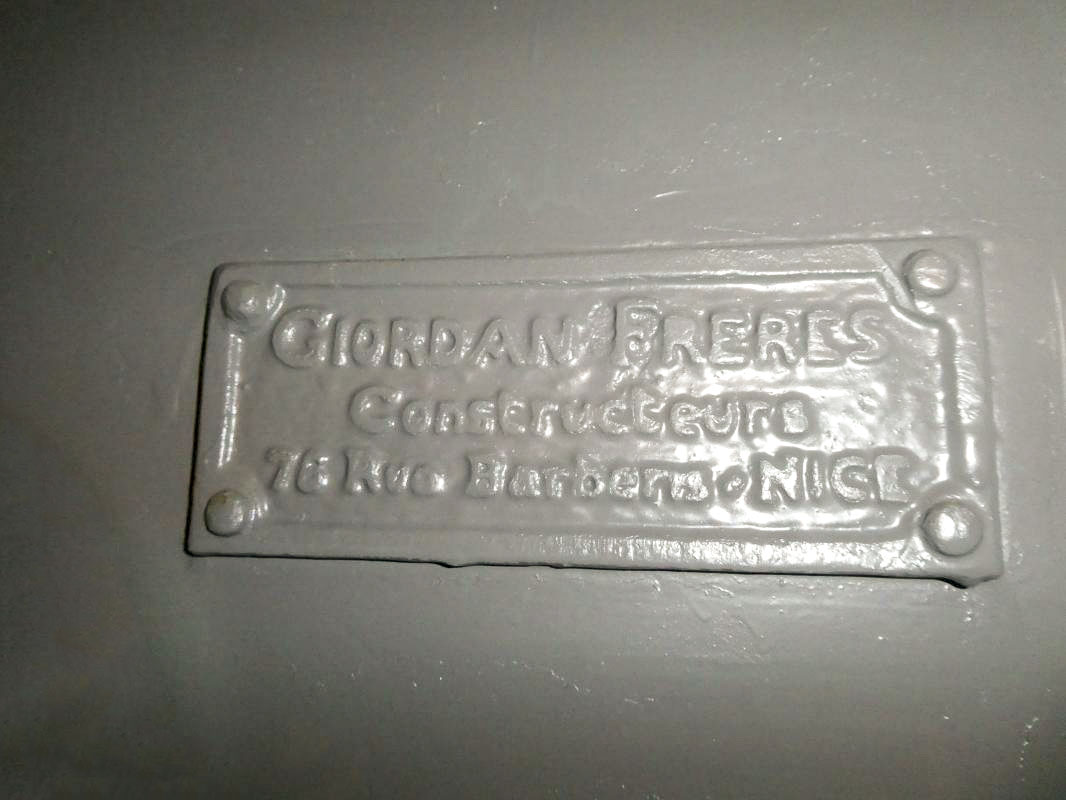 GIORDAN FRERES
Constructeurs
76 Rue Barberis NICE